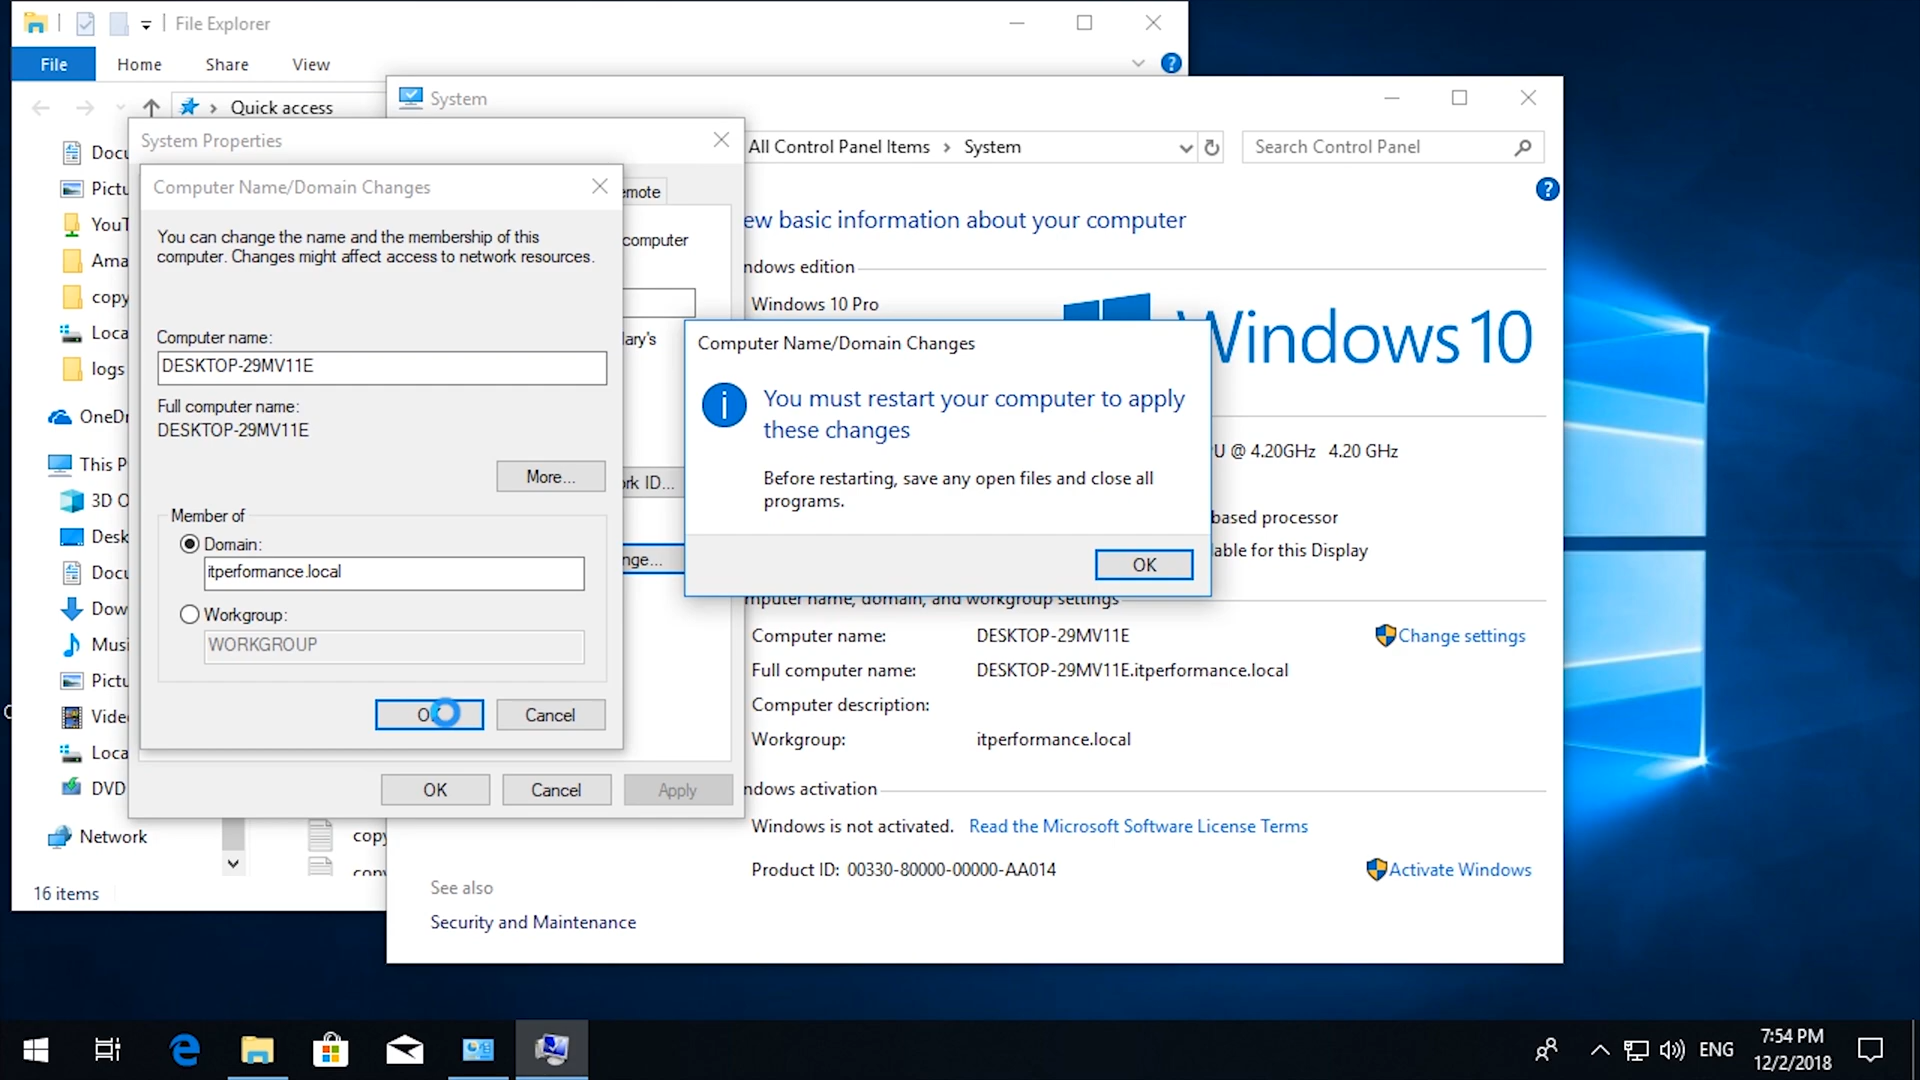 File Explorer
File
Home
Share
View
Quick access
System
System Properties
All Control Panel Items > System
Search Control Panel
Computer Name/Domain Changes
You can change the name and the membership of this
computer. Changes might affect access to network resources.
Computer name:
DESKTOP-29MV11E
Full computer name:
DESKTOP-29MV11E
More...
Member of
Domain:
itperformance.local
Workgroup:
WORKGROUP
OK
Cancel
OK
Cancel
Apply
emote
computer
lary's
rk ID...
nge...
Docu
Pictu
YouT
Ama
copy
Loca
logs
OneDr
This P
3D O
Desk
Docu
Dow
Musi
Pictu
Vide
Loca
DVD
Network
copy
16 items
ew basic information about your computer
ndows edition
Windows 10 Pro
Windows 10
Computer Name/Domain Changes
You must restart your computer to apply
these changes
Before restarting, save any open files and close all
programs.
OK
U @ 4.20GHz 4.20 GHz
based processor
lable for this Display
mputer name, domain, and workgroup settings
Computer name: DESKTOP-29MV11E
Change settings
Full computer name: DESKTOP-29MV11E.itperformance.local
Computer description:
Workgroup: itperformance.local
ndows activation
Windows is not activated. Read the Microsoft Software License Terms
Product ID: 00330-80000-00000-AA014
Activate Windows
See also
Security and Maintenance
ENG
7:54 PM
12/2/2018